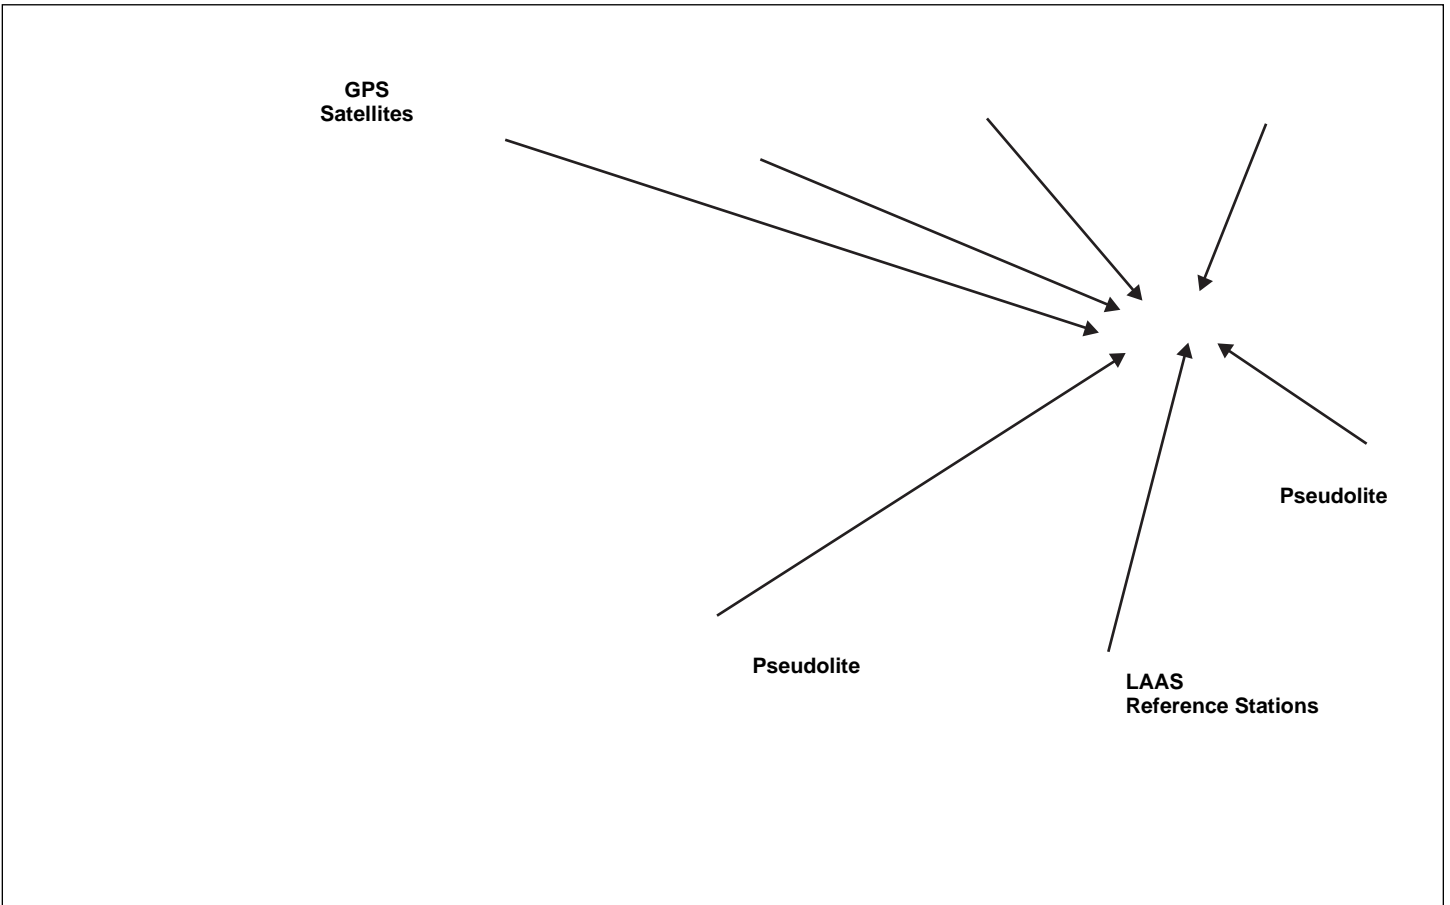 GPS
Satellites
Pseudolite
Pseudolite
LAAS
Reference Stations